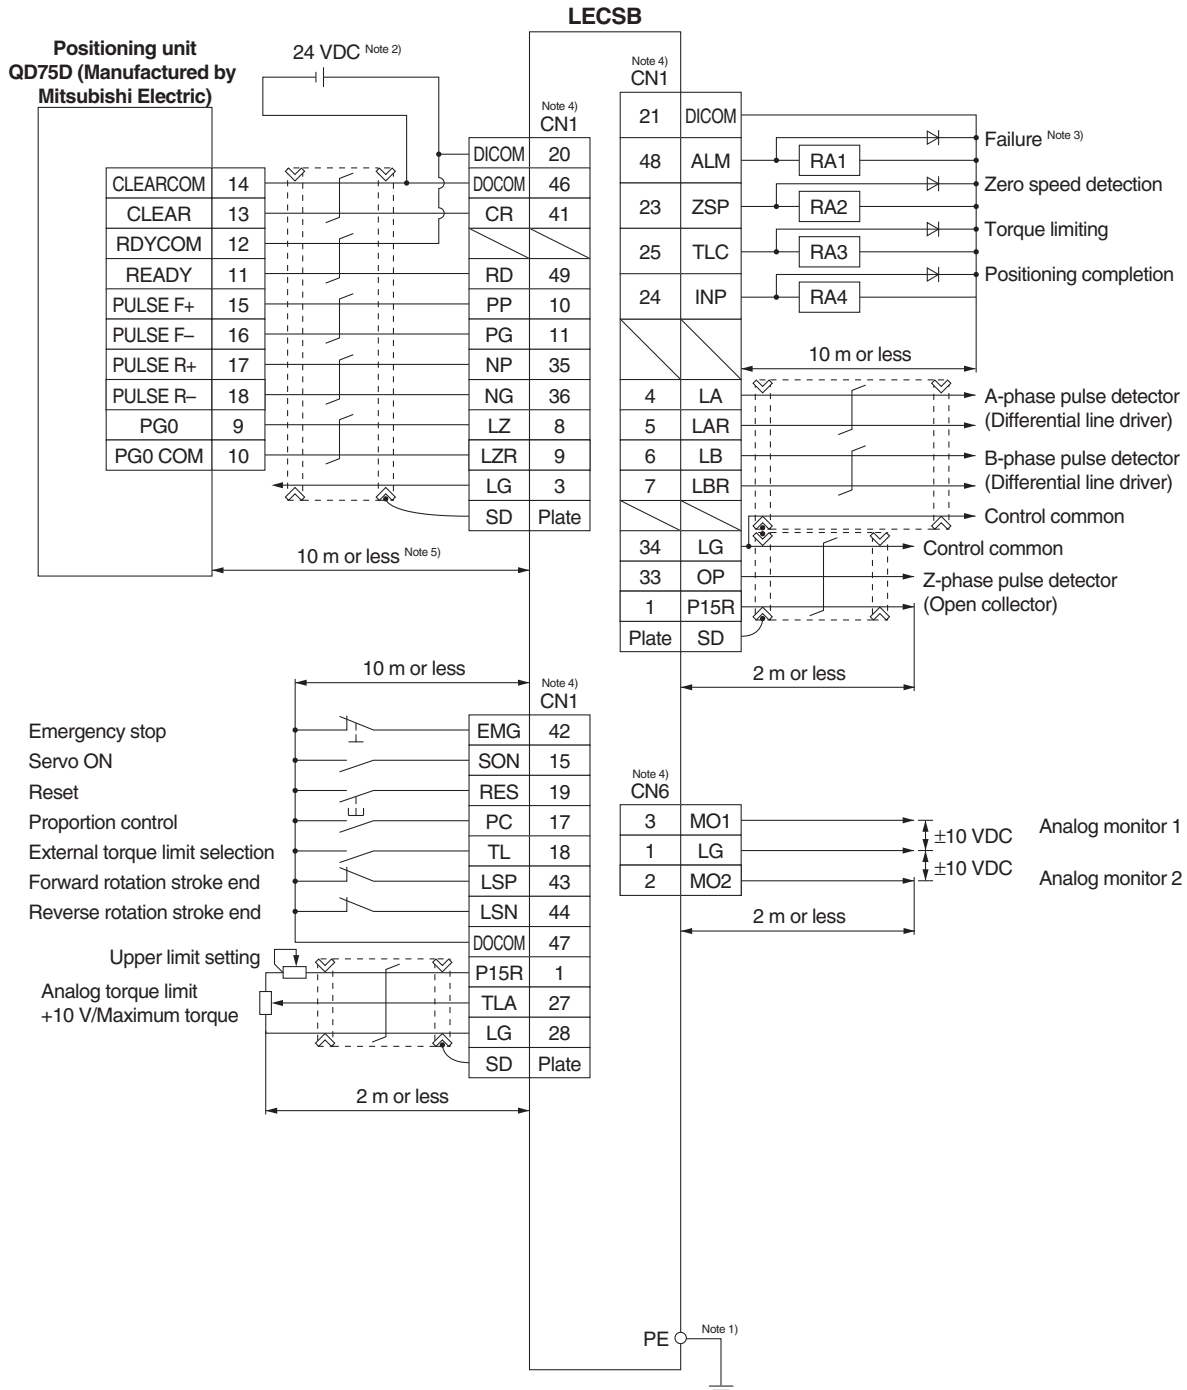 LECSB
Positioning unit
QD75D (Manufactured by
Mitsubishi Electric)
24 VDC Note 2)
Note 4)
CN1
DICOM 20
CLEARCOM 14 DOCOM 46
CLEAR 13 CR 41
RDYCOM 12
READY 11 RD 49
PULSE F+ 15 PP 10
PULSE F– 16 PG 11
PULSE R+ 17 NP 35
PULSE R– 18 NG 36
PG0 9 LZ 8
PG0 COM 10 LZR 9
LG 3
SD Plate
10 m or less Note 5)
Note 4)
CN1
21 DICOM
Failure Note 3)
48 ALM RA1
Zero speed detection
23 ZSP RA2
Torque limiting
25 TLC RA3
Positioning completion
24 INP RA4
10 m or less
4 LA A-phase pulse detector
5 LAR (Differential line driver)
6 LB B-phase pulse detector
7 LBR (Differential line driver)
Control common
34 LG Control common
33 OP Z-phase pulse detector
1 P15R (Open collector)
Plate SD
2 m or less
10 m or less
Note 4)
CN1
Emergency stop EMG 42
Servo ON SON 15
Reset RES 19
Proportion control PC 17
External torque limit selection TL 18
Forward rotation stroke end LSP 43
Reverse rotation stroke end LSN 44
DOCOM 47
Upper limit setting P15R 1
Analog torque limit
+10 V/Maximum torque
TLA 27
LG 28
SD Plate
2 m or less
Note 4)
CN6
3 MO1 Analog monitor 1
±10 VDC
1 LG
±10 VDC
2 MO2 Analog monitor 2
2 m or less
PE Note 1)